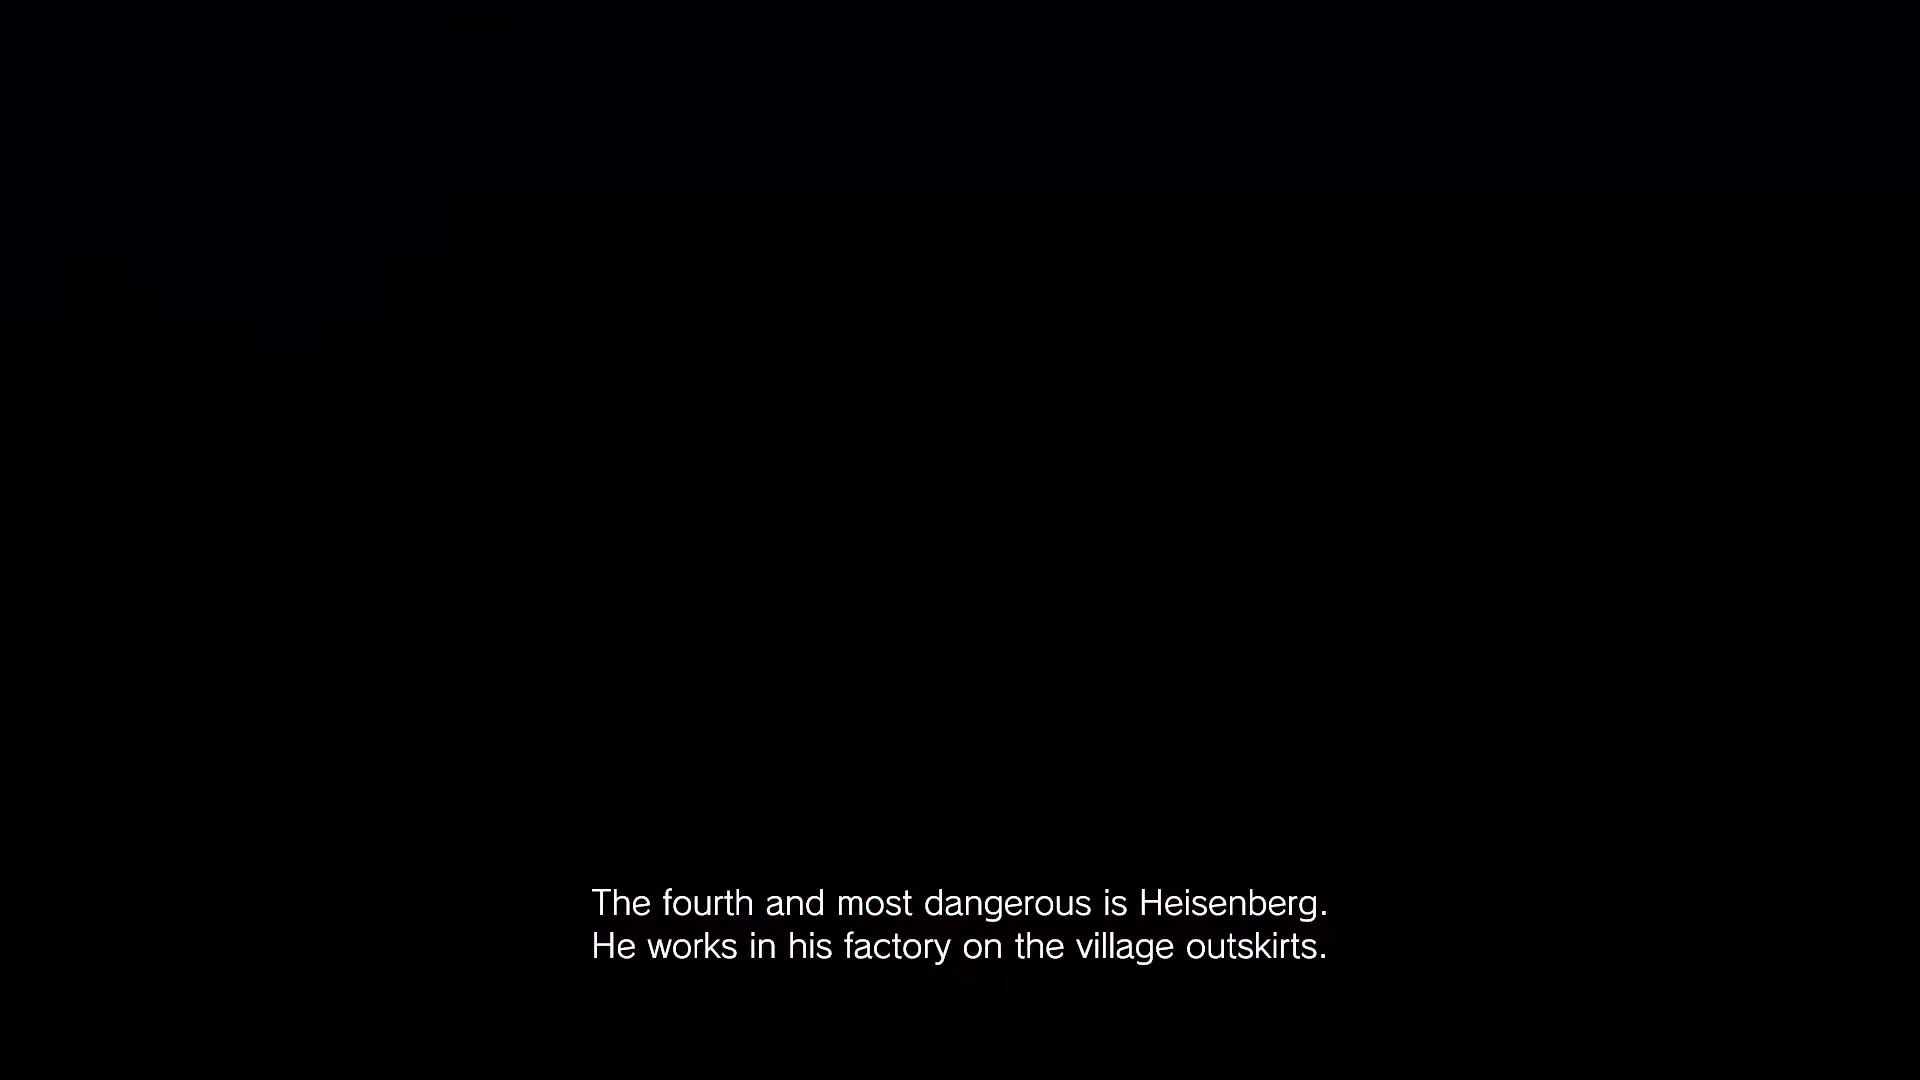 The fourth and most dangerous is Heisenberg.
He works in his factory on the village outskirts.